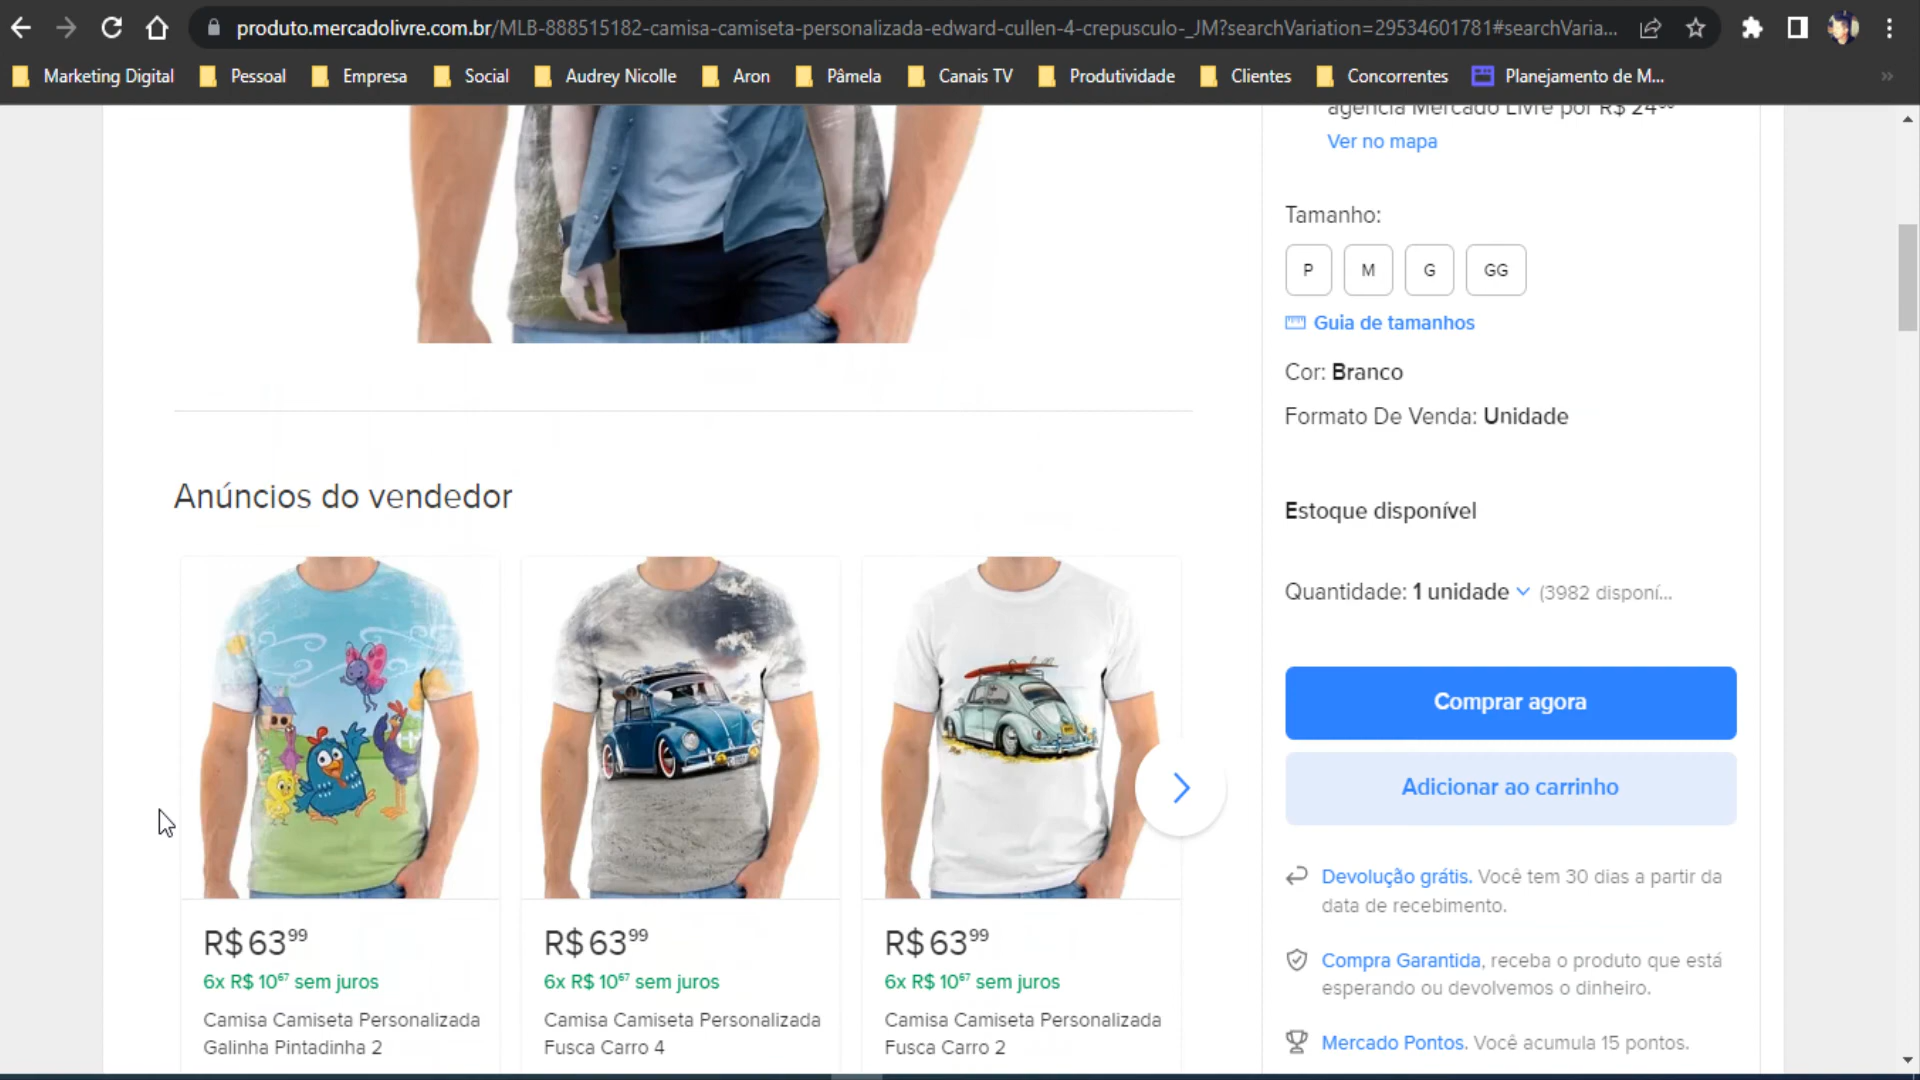 produto.mercadolivre.com.br/MLB-888515182-camisa-camiseta-personalizada-edward-cullen-4-crepusculo-_JM?searchVariation=29534601781#searchVaria...
Marketing Digital Pessoal Empresa Social Audrey Nicolle Aron Pâmela Canais TV Produtividade Clientes Concorrentes Planejamento de M... »
agência Mercado Livre por R$ 24
Ver no mapa
Tamanho:
P M G GG
Guia de tamanhos
Cor: Branco
Formato De Venda: Unidade
Estoque disponível
Quantidade: 1 unidade (3982 disponí...
Comprar agora
Adicionar ao carrinho
Devolução grátis. Você tem 30 dias a partir da
data de recebimento.
Compra Garantida, receba o produto que está
esperando ou devolvemos o dinheiro.
Mercado Pontos. Você acumula 15 pontos.
Anúncios do vendedor
R$ 63 99
6x R$ 10 67 sem juros
Camisa Camiseta Personalizada
Galinha Pintadinha 2
R$ 63 99
6x R$ 10 67 sem juros
Camisa Camiseta Personalizada
Fusca Carro 4
R$ 63 99
6x R$ 10 67 sem juros
Camisa Camiseta Personalizada
Fusca Carro 2